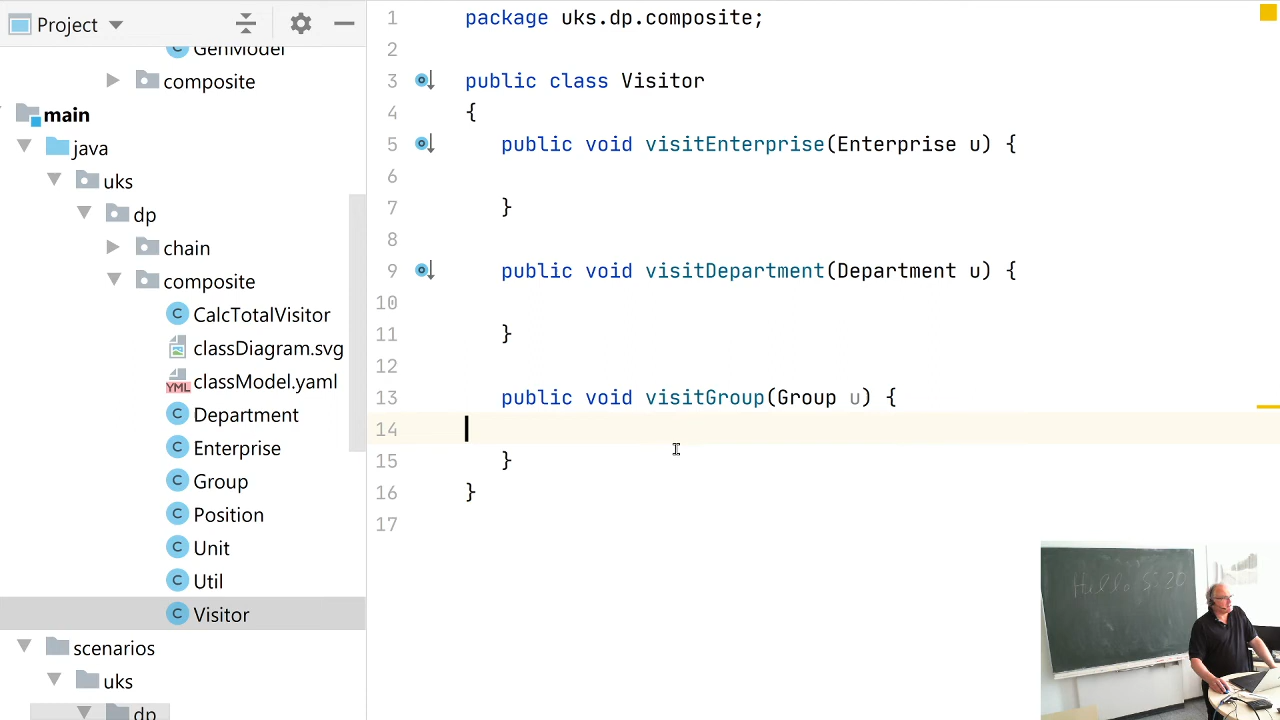 Project
GenModel
composite
main
java
uks
dp
chain
composite
CalcTotalVisitor
classDiagram.svg
YML classModel.yaml
Department
Enterprise
Group
Position
Unit
Util
Visitor
scenarios
uks
dp
1 package uks.dp.composite;
2
3 public class Visitor
4 {
5 public void visitEnterprise(Enterprise u) {
6
7 }
8
9 public void visitDepartment(Department u) {
10
11 }
12
13 public void visitGroup(Group u) {
14
15 }
16 }
17
Hello S:20